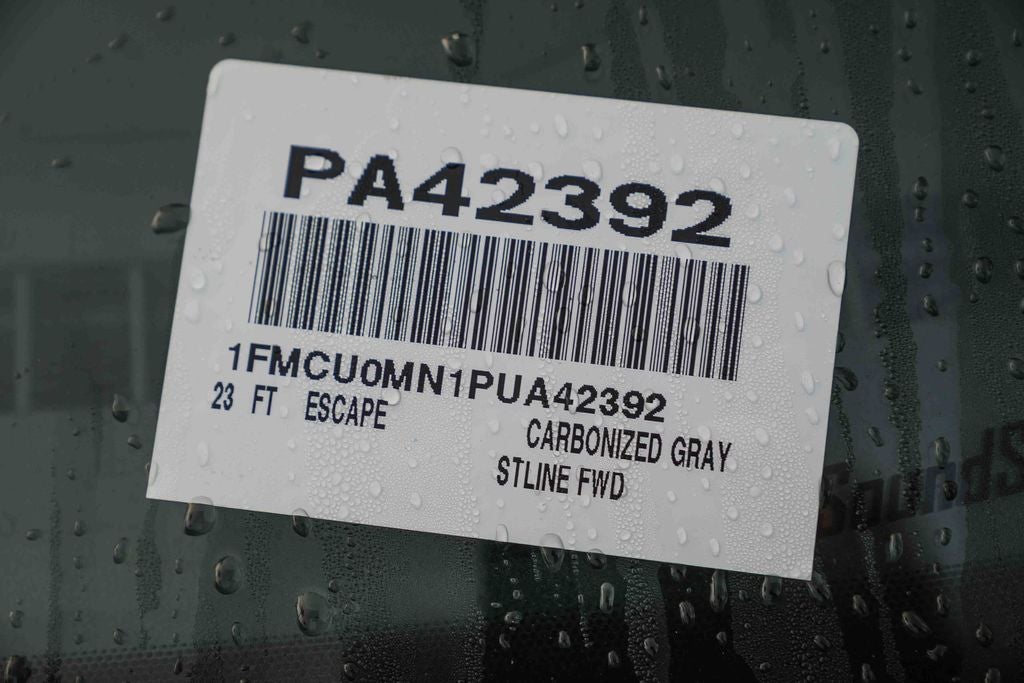 PA42392
1FMCU0MN1PUA42392
23 FT ESCAPE
CARBONIZED GRAY
STLINE FWD